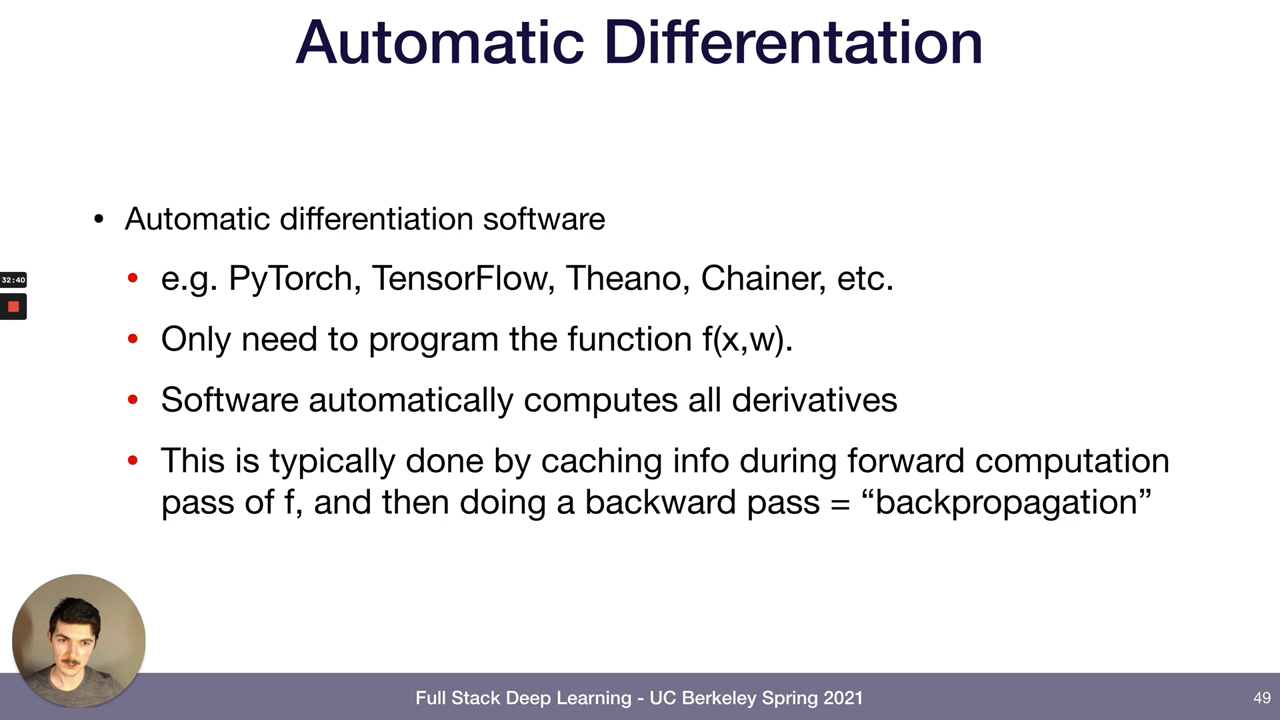 Automatic Differentation
• Automatic differentiation software
• e.g. PyTorch, TensorFlow, Theano, Chainer, etc.
• Only need to program the function f(x,w).
• Software automatically computes all derivatives
• This is typically done by caching info during forward computation
pass of f, and then doing a backward pass = “backpropagation”
32:40
Full Stack Deep Learning - UC Berkeley Spring 2021
49